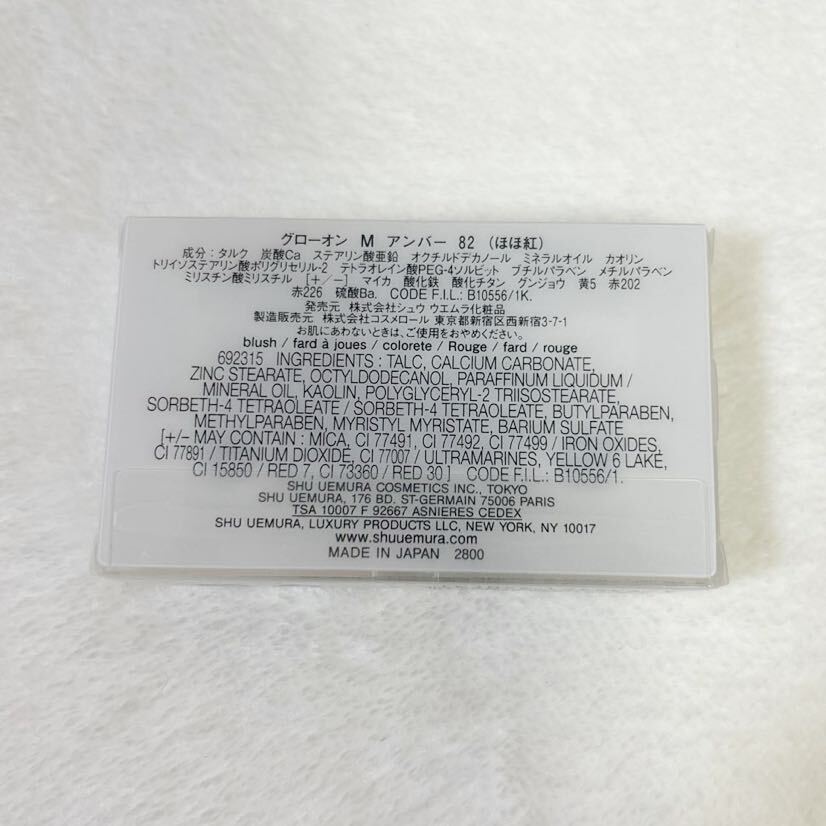 グローオン M アンバー 82 (ほほ紅)
成分:タルク 炭酸Ca ステアリン酸亜鉛 オクチルドデカノール ミネラルオイル カオリン
トリイソステアリン酸ポリグリセリル-2 テトラオレイン酸PEG-4ソルビット ブチルパラベン メチルパラベン
ミリスチン酸ミリスチル [+/−] マイカ 酸化鉄 酸化チタン グンジョウ 黄5 赤202
赤226 硫酸Ba. CODE F.I.L.: B10556/1K.
発売元 株式会社シュウ ウエムラ化粧品
製造販売元 株式会社コスメロール 東京都新宿区西新宿3-7-1
お肌にあわないときは、ご使用をおやめください。
blush / fard à joues / colorete / Rouge / fard / rouge
692315 INGREDIENTS : TALC, CALCIUM CARBONATE,
ZINC STEARATE, OCTYLDODECANOL, PARAFFINUM LIQUIDUM /
MINERAL OIL, KAOLIN, POLYGLYCERYL-2 TRIISOSTEARATE,
SORBETH-4 TETRAOLEATE / SORBETH-4 TETRAOLEATE, BUTYLPARABEN,
METHYLPARABEN, MYRISTYL MYRISTATE, BARIUM SULFATE
[+/− MAY CONTAIN : MICA, CI 77491, CI 77492, CI 77499 / IRON OXIDES,
CI 77891 / TITANIUM DIOXIDE, CI 77007 / ULTRAMARINES, YELLOW 6 LAKE,
CI 15850 / RED 7, CI 73360 / RED 30 ] CODE F.I.L.: B10556/1.
SHU UEMURA COSMETICS INC., TOKYO
SHU UEMURA, 176 BD. ST-GERMAIN 75006 PARIS
TSA 10007 F 92667 ASNIERES CEDEX
SHU UEMURA, LUXURY PRODUCTS LLC, NEW YORK, NY 10017
www.shuuemura.com
MADE IN JAPAN 2800